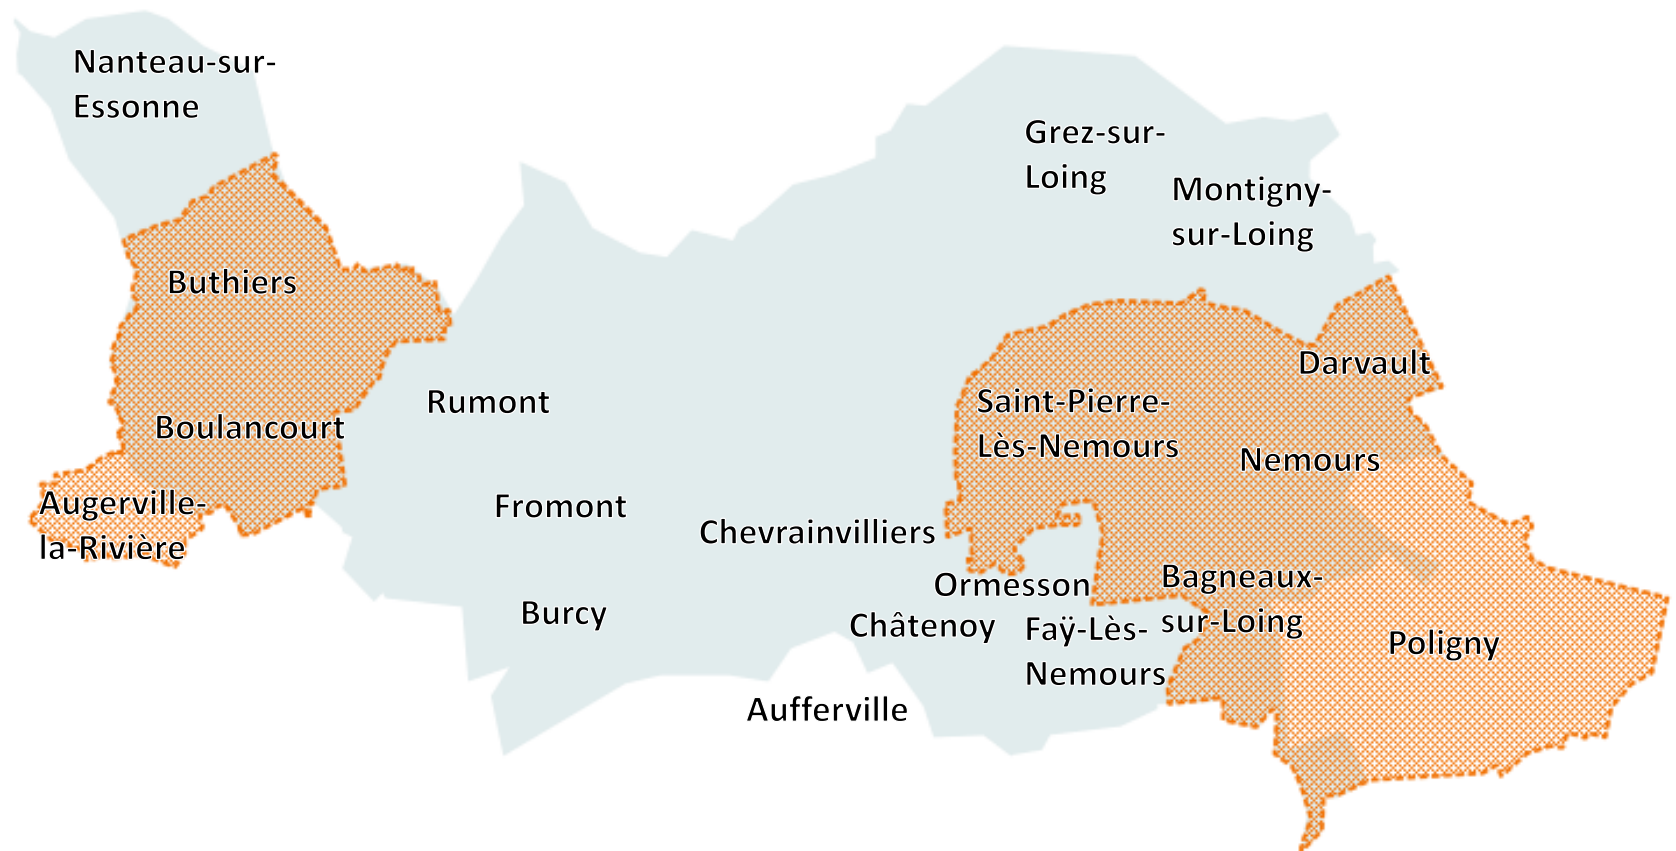 Nanteau-sur-
Essonne
Grez-sur-
Loing
Montigny-
sur-Loing
Buthiers
Darvault
Rumont
Saint-Pierre-
Lès-Nemours
Boulancourt
Nemours
Augerville-
la-Rivière
Fromont
Chevrainvilliers
Ormesson
Bagneaux-
sur-Loing
Burcy
Châtenoy
Faÿ-Lès-
Nemours
Poligny
Aufferville